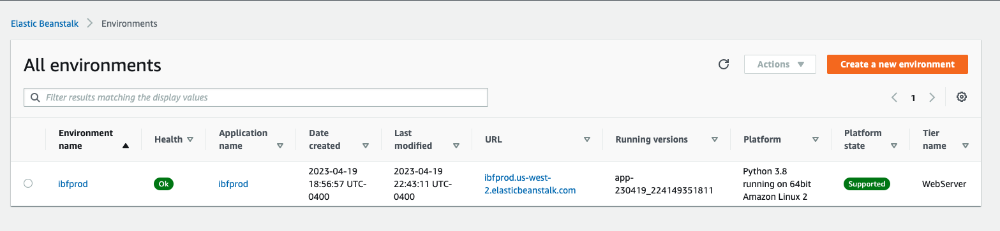 Elastic Beanstalk > Environments
All environments
Actions
Create a new environment
Filter results matching the display values
1
Environment name
Health
Application name
Date created
Last modified
URL
Running versions
Platform
Platform state
Tier name
ibfprod
Ok
ibfprod
2023-04-19
18:56:57 UTC-
0400
2023-04-19
22:43:11 UTC-
0400
ibfprod.us-west-
2.elasticbeanstalk.com
app-
230419_224149351811
Python 3.8
running on 64bit
Amazon Linux 2
Supported
WebServer